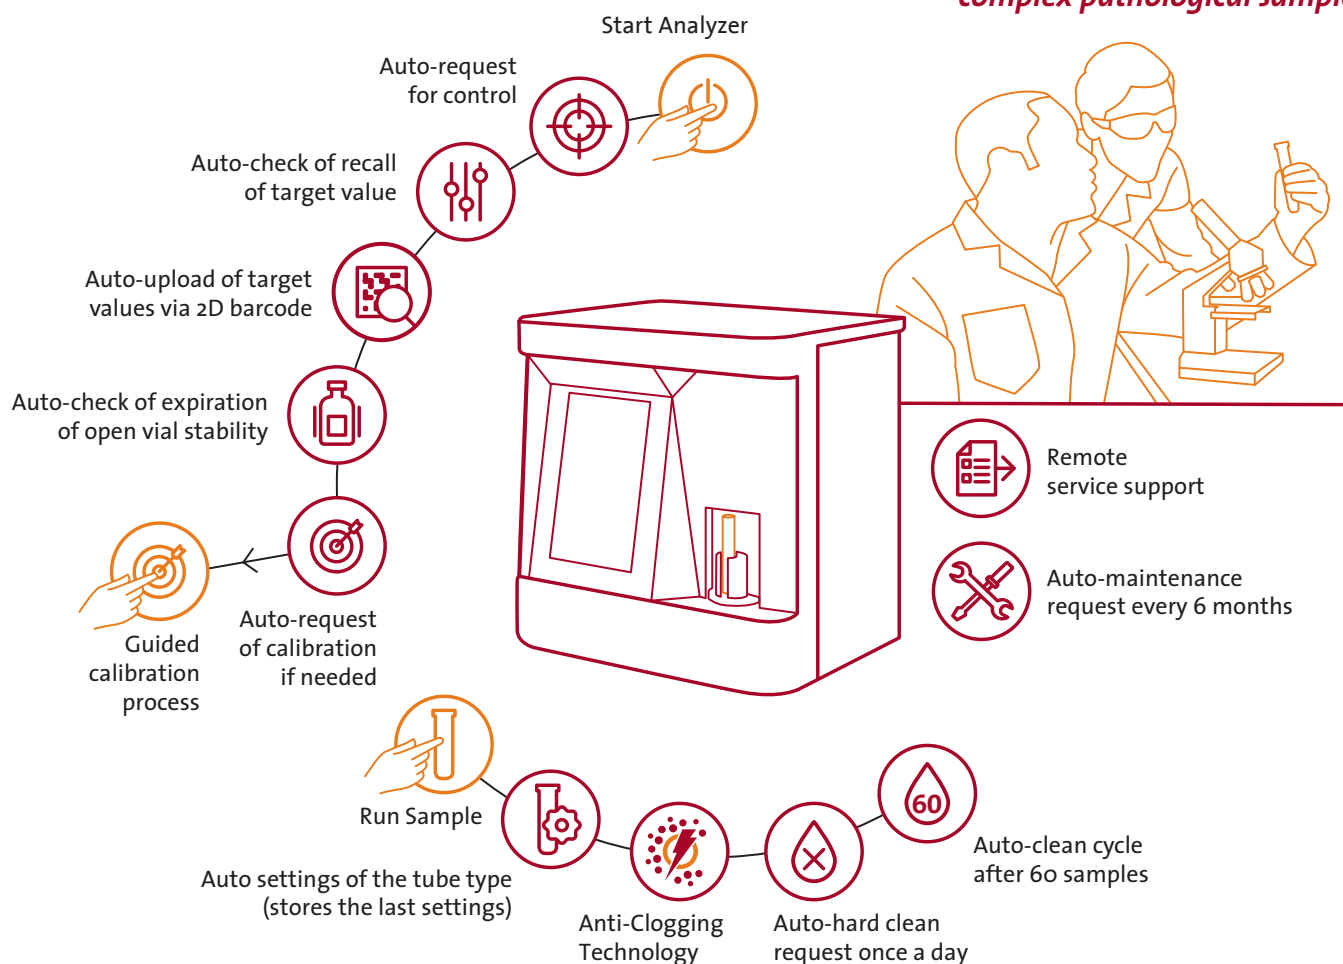 complex pathological sampl
Start Analyzer
Auto-request
for control
Auto-check of recall
of target value
Auto-upload of target
values via 2D barcode
Auto-check of expiration
of open vial stability
Auto-request
of calibration
if needed
Guided
calibration
process
Remote
service support
Auto-maintenance
request every 6 months
Run Sample
Auto settings of the tube type
(stores the last settings)
Anti-Clogging
Technology
Auto-hard clean
request once a day
60
Auto-clean cycle
after 60 samples